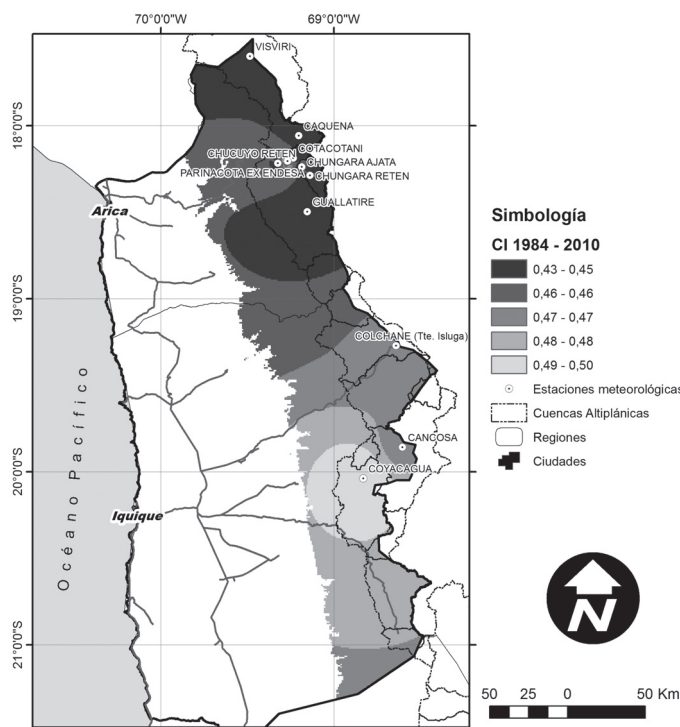 70°0'0"W
69°0'0"W
VISVIRI
18°0'0"S
CAQUENA
COTACOTANI
CHUCUYO RETEN
CHUNGARA AJATA
PARINACOTA EX ENDESA
CHUNGARA RETEN
GUALLATIRE
Arica
19°0'0"S
COLCHANE (Tte. Isluga)
CANCOSA
20°0'0"S
COYACAGUA
Iquique
Océano Pacífico
21°0'0"S
Simbología
CI 1984 - 2010
0,43 - 0,45
0,46 - 0,46
0,47 - 0,47
0,48 - 0,48
0,49 - 0,50
Estaciones meteorológicas
Cuencas Altiplánicas
Regiones
Ciudades
N
50 25 0 50 Km